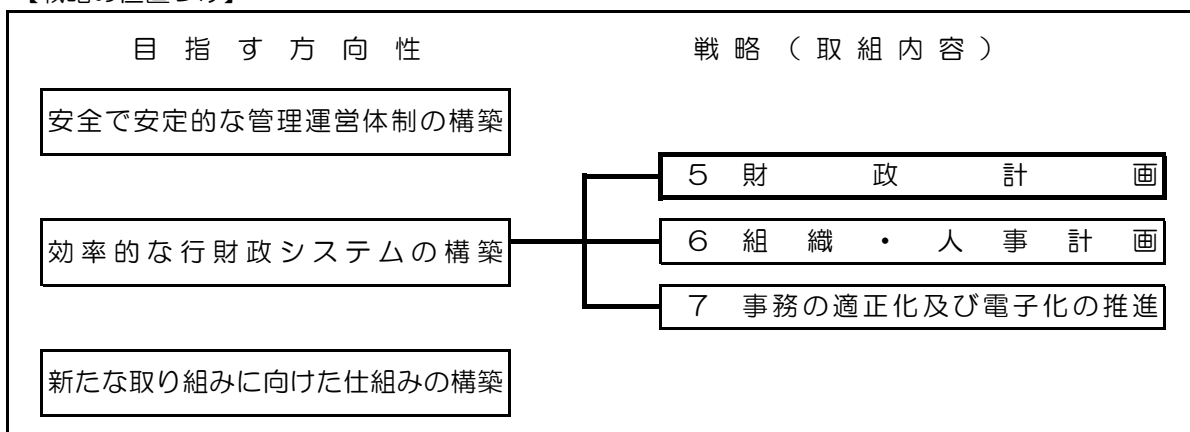 目指す方向性
戦略（取組内容）
安全で安定的な管理運営体制の構築
５ 財政計画
効率的な行財政システムの構築
６ 組織・人事計画
７ 事務の適正化及び電子化の推進
新たな取り組みに向けた仕組みの構築